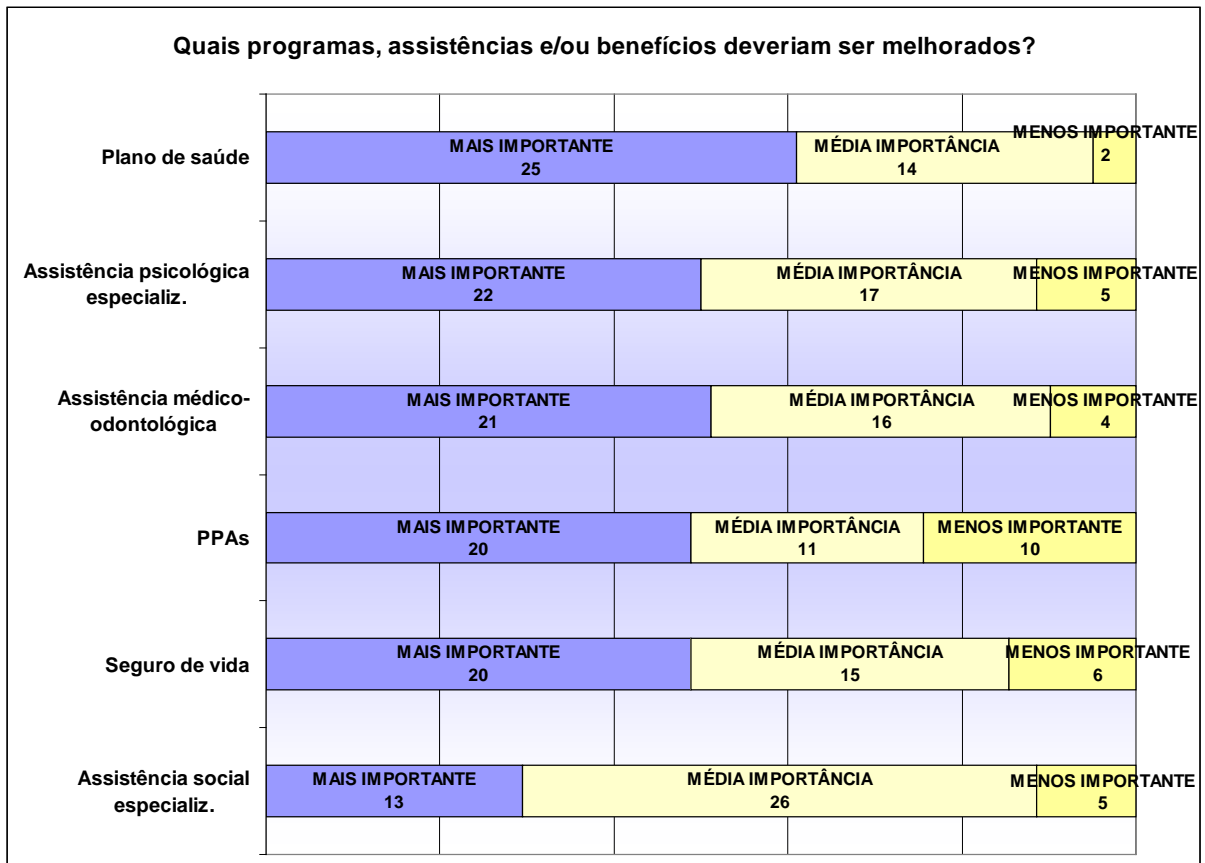 Quais programas, assistências e/ou benefícios deveriam ser melhorados?
Plano de saúde
MAIS IMPORTANTE
25
MÉDIA IMPORTÂNCIA
14
MENOS IMPORTANTE
2
Assistência psicológica
especializ.
MAIS IMPORTANTE
22
MÉDIA IMPORTÂNCIA
17
MENOS IMPORTANTE
5
Assistência médico-
odontológica
MAIS IMPORTANTE
21
MÉDIA IMPORTÂNCIA
16
MENOS IMPORTANTE
4
PPAs
MAIS IMPORTANTE
20
MÉDIA IMPORTÂNCIA
11
MENOS IMPORTANTE
10
Seguro de vida
MAIS IMPORTANTE
20
MÉDIA IMPORTÂNCIA
15
MENOS IMPORTANTE
6
Assistência social
especializ.
MAIS IMPORTANTE
13
MÉDIA IMPORTÂNCIA
26
MENOS IMPORTANTE
5